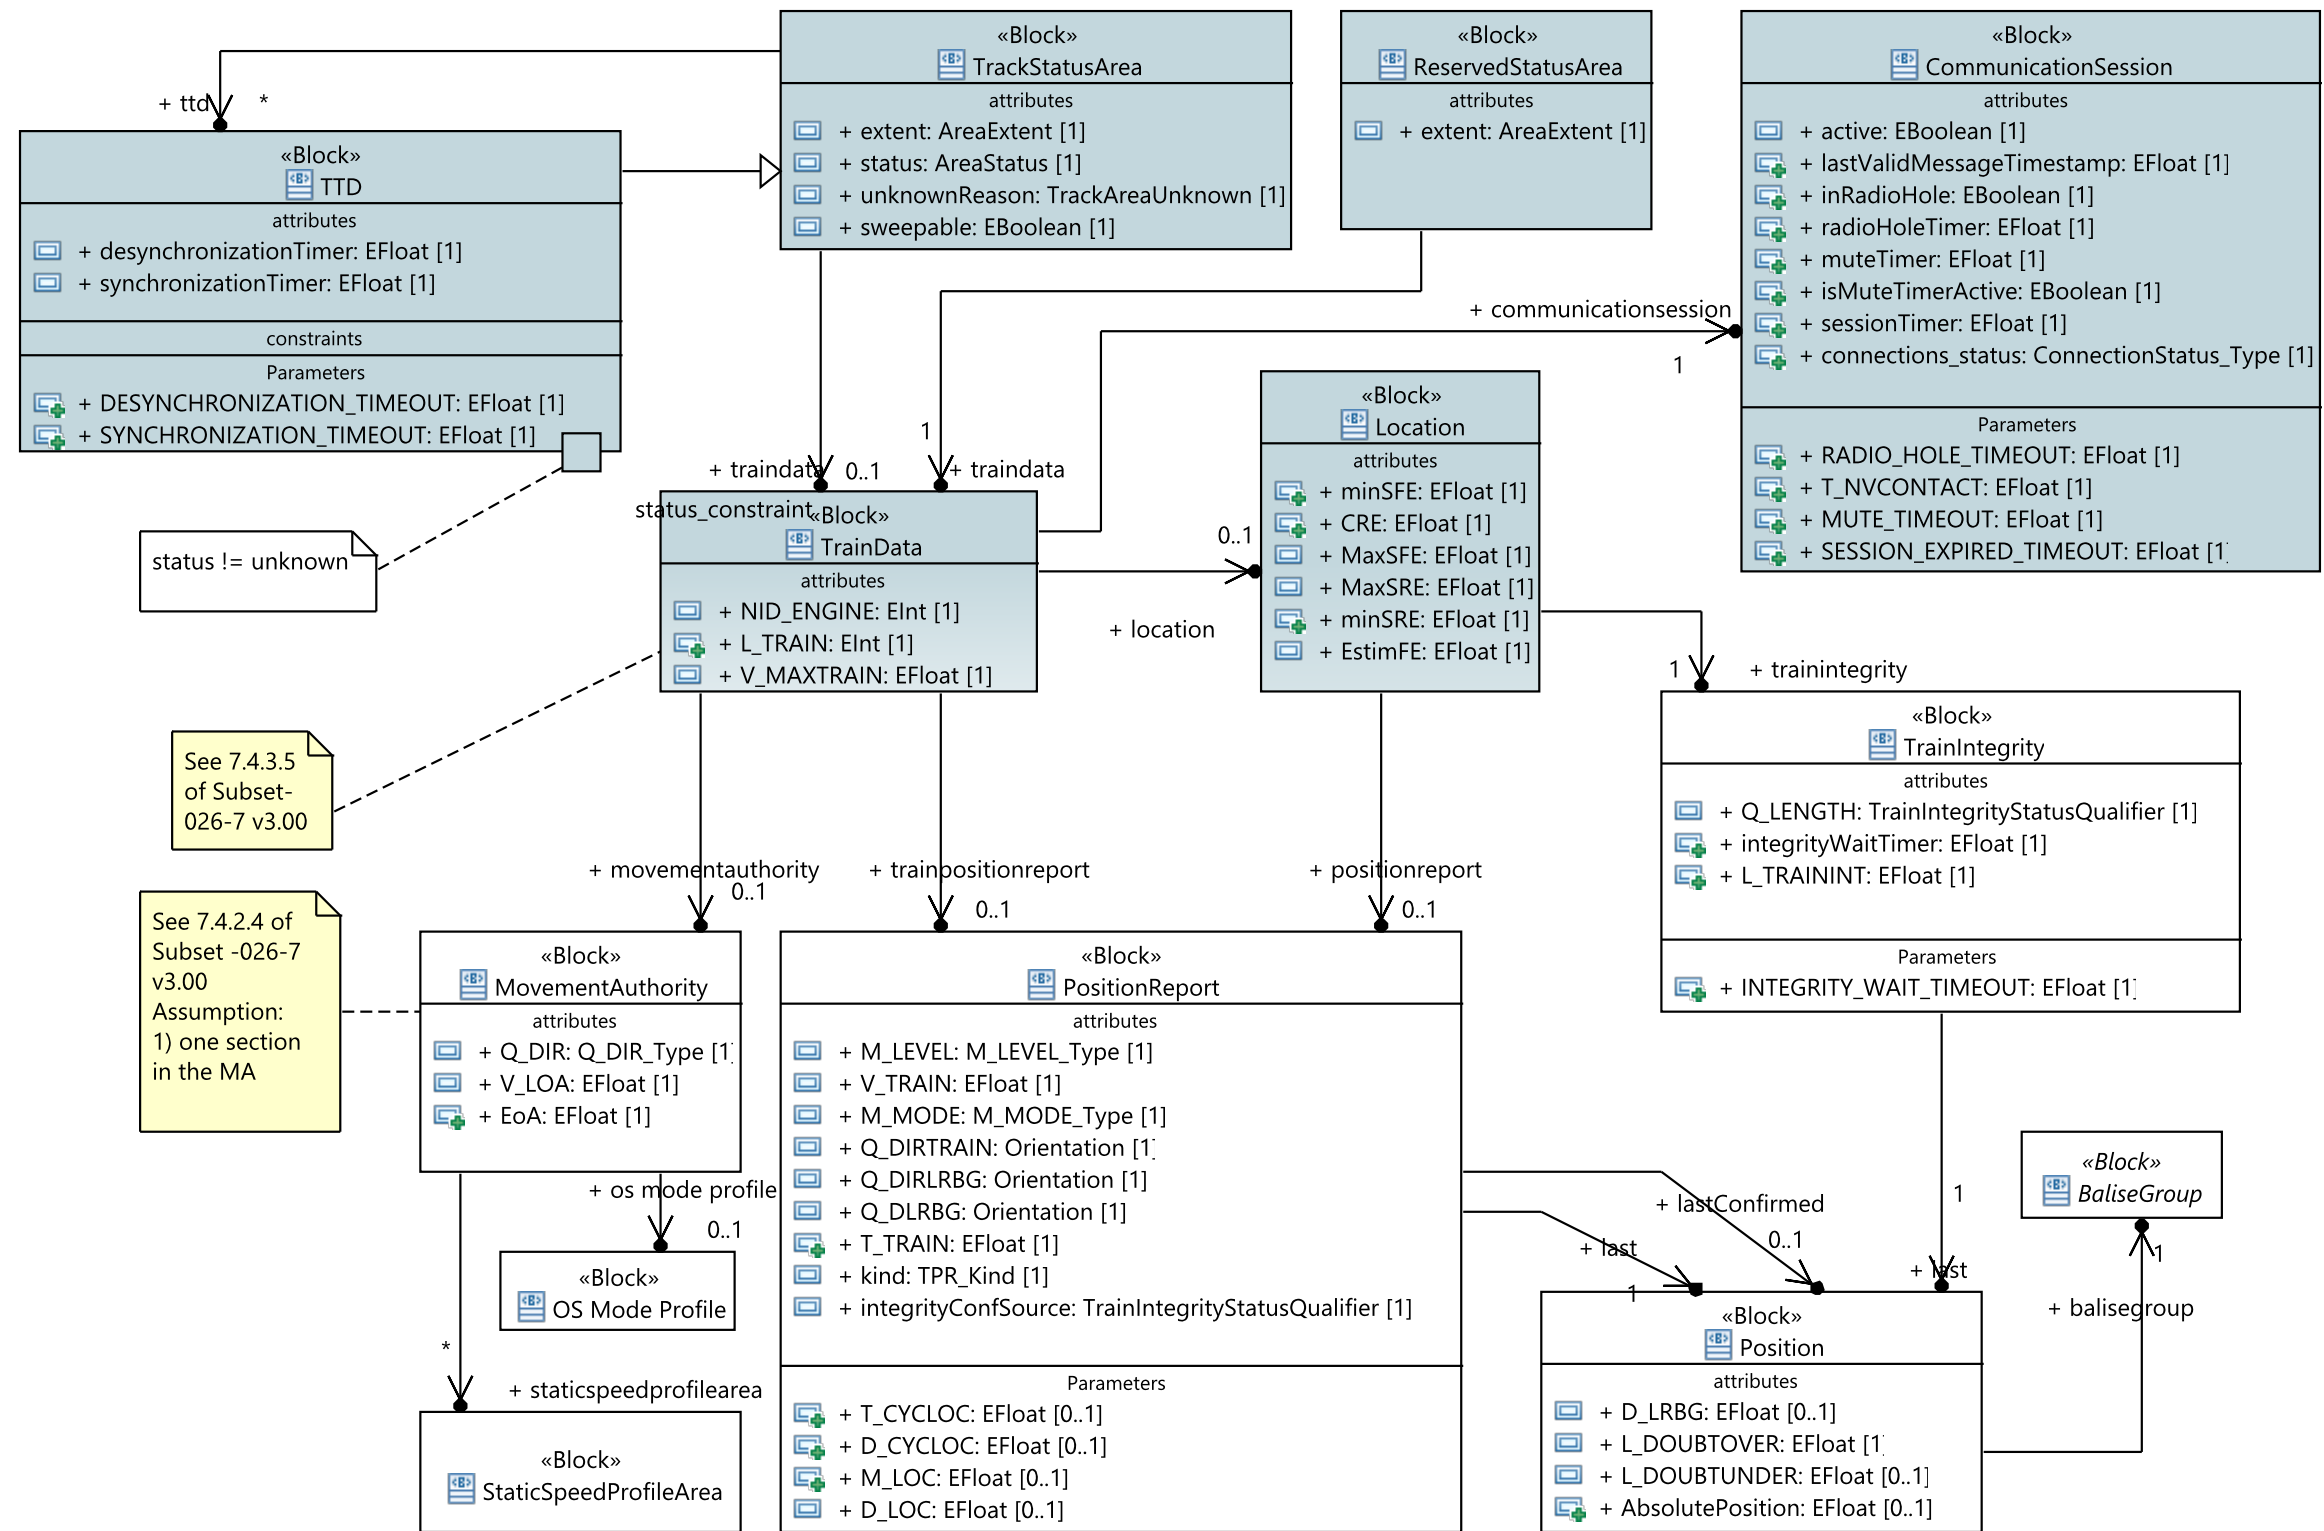 «Block»
TrackStatusArea
attributes
+ extent: AreaExtent [1]
+ status: AreaStatus [1]
+ unknownReason: TrackAreaUnknown [1]
+ sweepable: EBoolean [1]
«Block»
ReservedStatusArea
attributes
+ extent: AreaExtent [1]
«Block»
CommunicationSession
attributes
+ active: EBoolean [1]
+ lastValidMessageTimestamp: EFloat [1]
+ inRadioHole: EBoolean [1]
+ radioHoleTimer: EFloat [1]
+ muteTimer: EFloat [1]
+ isMuteTimerActive: EBoolean [1]
+ sessionTimer: EFloat [1]
+ connections_status: ConnectionStatus_Type [1]
Parameters
+ RADIO_HOLE_TIMEOUT: EFloat [1]
+ T_NVCONTACT: EFloat [1]
+ MUTE_TIMEOUT: EFloat [1]
+ SESSION_EXPIRED_TIMEOUT: EFloat [1]
+ ttd
*
«Block»
TTD
attributes
+ desynchronizationTimer: EFloat [1]
+ synchronizationTimer: EFloat [1]
constraints
Parameters
+ DESYNCHRONIZATION_TIMEOUT: EFloat [1]
+ SYNCHRONIZATION_TIMEOUT: EFloat [1]
status != unknown
+ communicationsession
1
+ traindata
0..1
1
+ traindata
status_constraint
«Block»
TrainData
attributes
+ NID_ENGINE: EInt [1]
+ L_TRAIN: EInt [1]
+ V_MAXTRAIN: EFloat [1]
0..1
+ location
«Block»
Location
attributes
+ minSFE: EFloat [1]
+ CRE: EFloat [1]
+ MaxSFE: EFloat [1]
+ MaxSRE: EFloat [1]
+ minSRE: EFloat [1]
+ EstimFE: EFloat [1]
1
+ trainintegrity
«Block»
TrainIntegrity
attributes
+ Q_LENGTH: TrainIntegrityStatusQualifier [1]
+ integrityWaitTimer: EFloat [1]
+ L_TRAININT: EFloat [1]
Parameters
+ INTEGRITY_WAIT_TIMEOUT: EFloat [1]
See 7.4.3.5
of Subset-
026-7 v3.00
See 7.4.2.4 of
Subset -026-7
v3.00
Assumption:
1) one section
in the MA
+ movementauthority
0..1
+ trainpositionreport
0..1
+ positionreport
0..1
«Block»
MovementAuthority
attributes
+ Q_DIR: Q_DIR_Type [1]
+ V_LOA: EFloat [1]
+ EoA: EFloat [1]
+ os mode profile
0..1
«Block»
OS Mode Profile
*
+ staticspeedprofilearea
«Block»
StaticSpeedProfileArea
«Block»
PositionReport
attributes
+ M_LEVEL: M_LEVEL_Type [1]
+ V_TRAIN: EFloat [1]
+ M_MODE: M_MODE_Type [1]
+ Q_DIRTRAIN: Orientation [1]
+ Q_DIRLRBG: Orientation [1]
+ Q_DLRBG: Orientation [1]
+ T_TRAIN: EFloat [1]
+ kind: TPR_Kind [1]
+ integrityConfSource: TrainIntegrityStatusQualifier [1]
Parameters
+ T_CYCLOC: EFloat [0..1]
+ D_CYCLOC: EFloat [0..1]
+ M_LOC: EFloat [0..1]
+ D_LOC: EFloat [0..1]
+ lastConfirmed
0..1
+ last
1
1
+ last
«Block»
BaliseGroup
1
+ balisegroup
«Block»
Position
attributes
+ D_LRBG: EFloat [0..1]
+ L_DOUBTOVER: EFloat [1]
+ L_DOUBTUNDER: EFloat [0..1]
+ AbsolutePosition: EFloat [0..1]